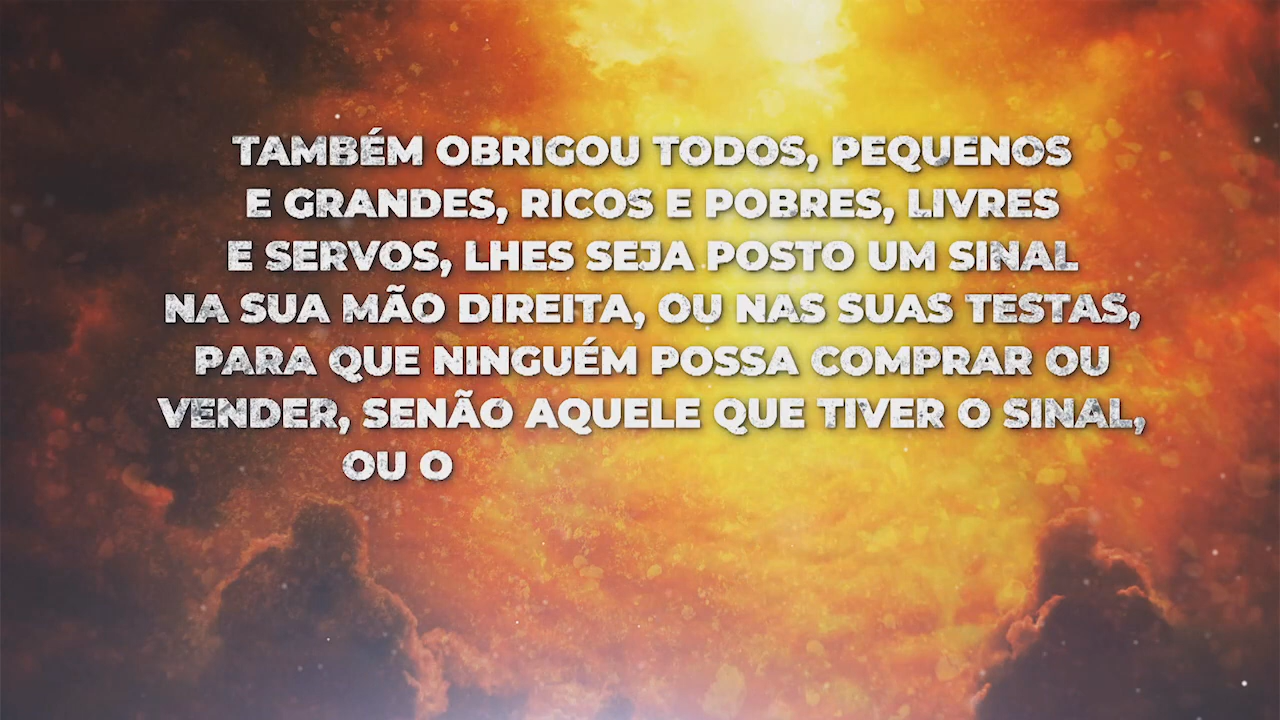 TAMBÉM OBRIGOU TODOS, PEQUENOS
E GRANDES, RICOS E POBRES, LIVRES
E SERVOS, LHES SEJA POSTO UM SINAL
NA SUA MÃO DIREITA, OU NAS SUAS TESTAS,
PARA QUE NINGUÉM POSSA COMPRAR OU
VENDER, SENÃO AQUELE QUE TIVER O SINAL,
OU O